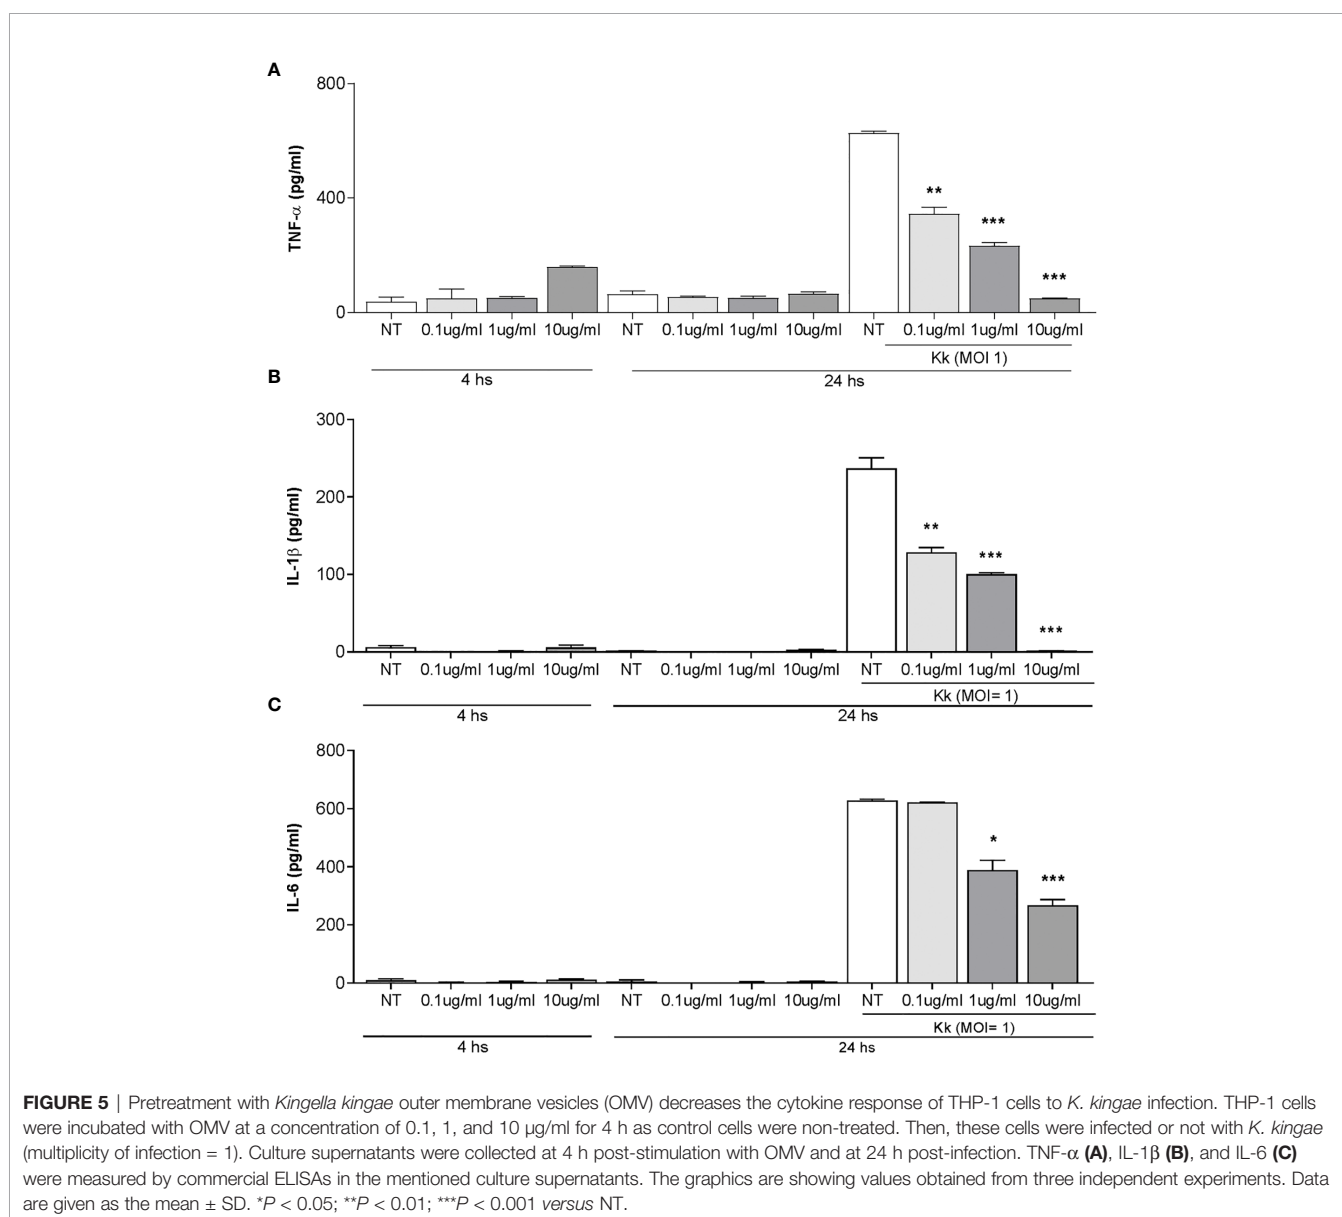 A
800
400
0
TNF-α (pg/ml)
**
***
***
NT 0.1ug/ml 1ug/ml 10ug/ml NT 0.1ug/ml 1ug/ml 10ug/ml NT 0.1ug/ml 1ug/ml 10ug/ml
Kk (MOI 1)
4 hs 24 hs
B
300
200
100
0
IL-1β (pg/ml)
**
***
***
NT 0.1ug/ml 1ug/ml 10ug/ml NT 0.1ug/ml 1ug/ml 10ug/ml NT 0.1ug/ml 1ug/ml 10ug/ml
Kk (MOI= 1)
4 hs 24 hs
C
800
600
400
200
0
IL-6 (pg/ml)
*
***
NT 0.1ug/ml 1ug/ml 10ug/ml NT 0.1ug/ml 1ug/ml 10ug/ml NT 0.1ug/ml 1ug/ml 10ug/ml
Kk (MOI= 1)
4 hs 24 hs
FIGURE 5 | Pretreatment with Kingella kingae outer membrane vesicles (OMV) decreases the cytokine response of THP-1 cells to K. kingae infection. THP-1 cells
were incubated with OMV at a concentration of 0.1, 1, and 10 µg/ml for 4 h as control cells were non-treated. Then, these cells were infected or not with K. kingae
(multiplicity of infection = 1). Culture supernatants were collected at 4 h post-stimulation with OMV and at 24 h post-infection. TNF-α (A), IL-1β (B), and IL-6 (C)
were measured by commercial ELISAs in the mentioned culture supernatants. The graphics are showing values obtained from three independent experiments. Data
are given as the mean ± SD. *P < 0.05; **P < 0.01; ***P < 0.001 versus NT.